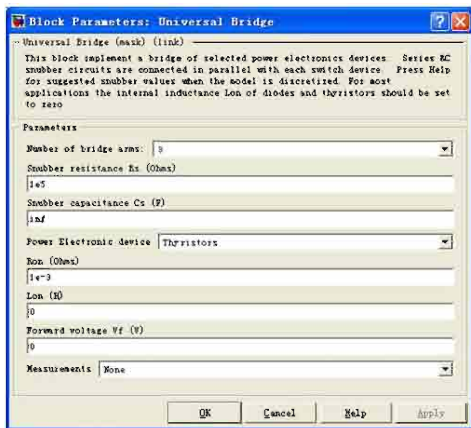 Block Parameters: Universal Bridge
Universal Bridge (mask) (link)
This block implement a bridge of selected power electronics devices. Series RC
snubber circuits are connected in parallel with each switch device. Press Help
for suggested snubber values when the model is discretized. For most
applications the internal inductance Lon of diodes and thyristors should be set
to zero
Parameters
Number of bridge arms: 3
Snubber resistance Rs (Ohms)
1e5
Snubber capacitance Cs (F)
inf
Power Electronic device Thyristors
Ron (Ohms)
1e-3
Lon (H)
0
Forward voltage Vf (V)
0
Measurements None
OK Cancel Help Apply